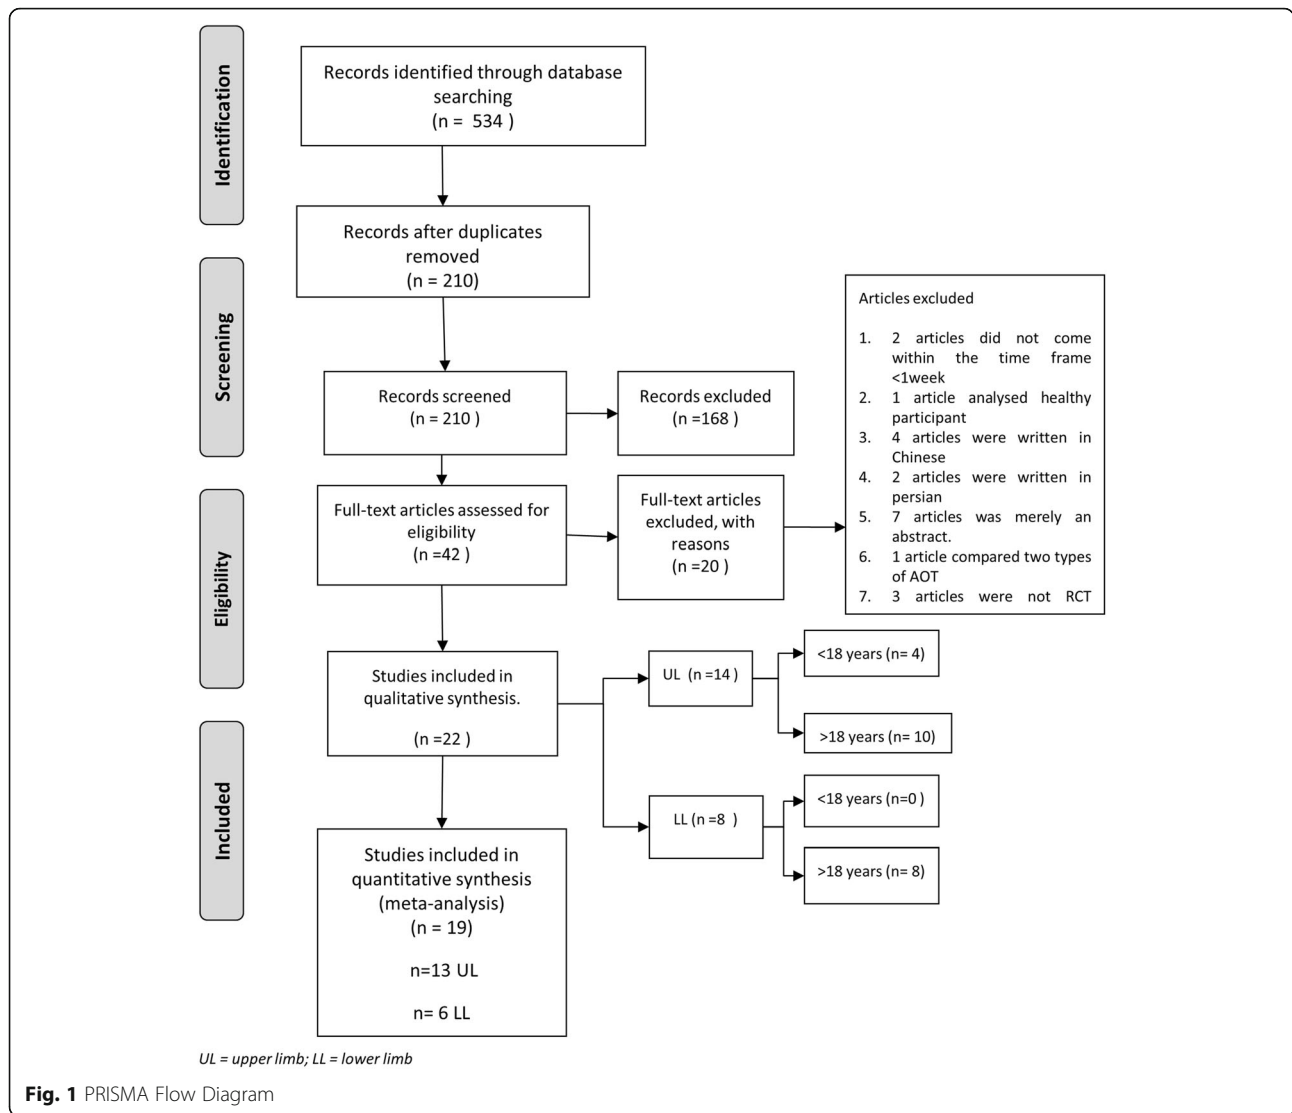 Identification
Records identified through database
searching
(n = 534 )
Records after duplicates
removed
(n = 210)
Screening
Records screened
(n = 210 )
Records excluded
(n =168 )
Articles excluded
1. 2 articles did not come
within the time frame
<1week
2. 1 article analysed healthy
participant
3. 4 articles were written in
Chinese
4. 2 articles were written in
persian
5. 7 articles was merely an
abstract.
6. 1 article compared two types
of AOT
7. 3 articles were not RCT
Eligibility
Full-text articles assessed for
eligibility
(n =42 )
Full-text articles
excluded, with
reasons
(n =20 )
Studies included in
qualitative synthesis.
(n =22 )
UL (n =14 )
<18 years (n= 4)
>18 years (n= 10)
LL (n =8 )
<18 years (n=0 )
>18 years (n= 8)
Included
Studies included in
quantitative synthesis
(meta-analysis)
(n = 19)
n=13 UL
n= 6 LL
UL = upper limb; LL = lower limb
Fig. 1 PRISMA Flow Diagram